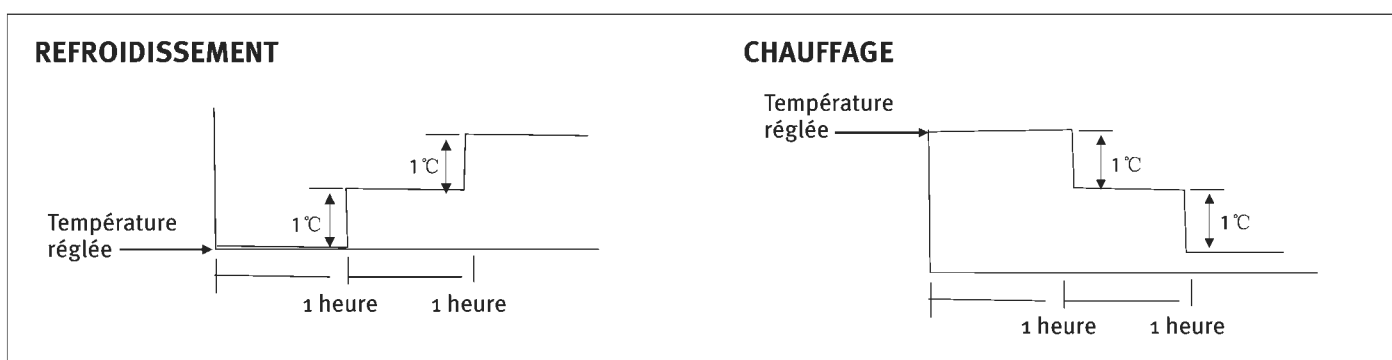 REFROIDISSEMENT
1 ℃
1 ℃
Température
réglée
1 heure
1 heure
CHAUFFAGE
Température
réglée
1 ℃
1 ℃
1 heure
1 heure